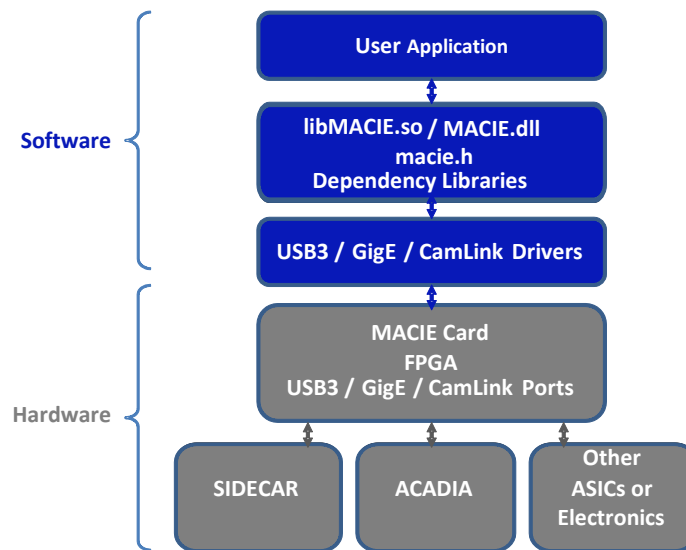 User Application
Software
libMACIE.so / MACIE.dll
macie.h
Dependency Libraries
USB3 / GigE / CamLink Drivers
MACIE Card
FPGA
USB3 / GigE / CamLink Ports
Hardware
SIDECAR
ACADIA
Other
ASICs or
Electronics